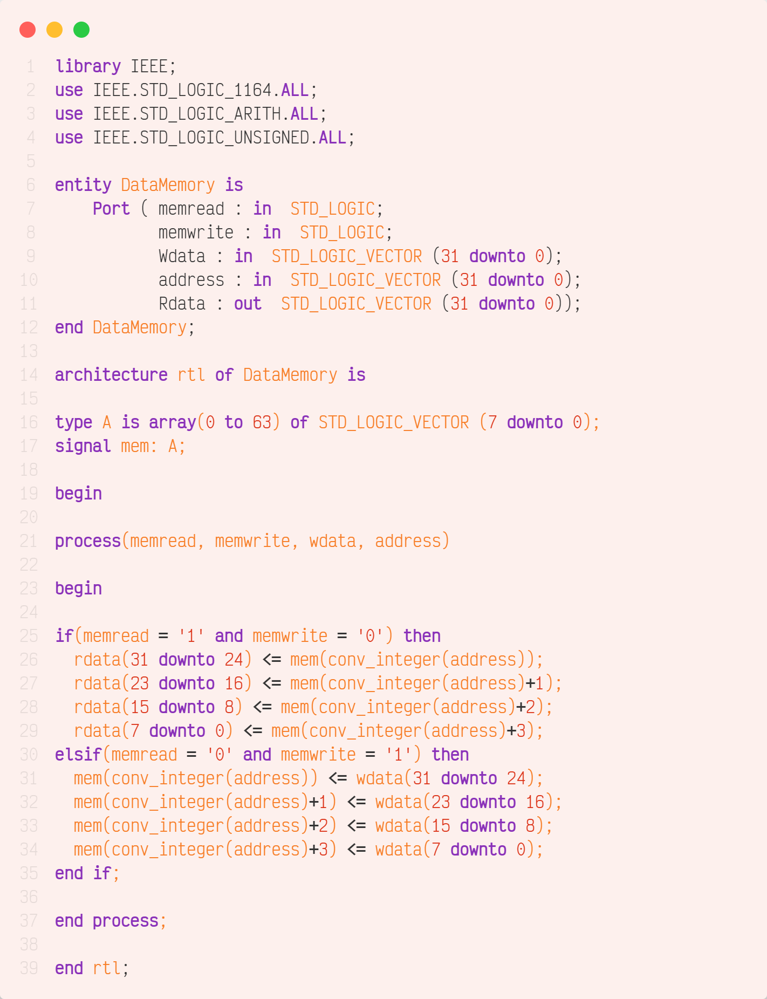 1 library IEEE;
2 use IEEE.STD_LOGIC_1164.ALL;
3 use IEEE.STD_LOGIC_ARITH.ALL;
4 use IEEE.STD_LOGIC_UNSIGNED.ALL;
5
6 entity DataMemory is
7     Port ( memread : in  STD_LOGIC;
8            memwrite : in  STD_LOGIC;
9            Wdata : in  STD_LOGIC_VECTOR (31 downto 0);
10            address : in  STD_LOGIC_VECTOR (31 downto 0);
11            Rdata : out  STD_LOGIC_VECTOR (31 downto 0));
12 end DataMemory;
13
14 architecture rtl of DataMemory is
15
16 type A is array(0 to 63) of STD_LOGIC_VECTOR (7 downto 0);
17 signal mem: A;
18
19 begin
20
21 process(memread, memwrite, wdata, address)
22
23 begin
24
25 if(memread = '1' and memwrite = '0') then
26   rdata(31 downto 24) <= mem(conv_integer(address));
27   rdata(23 downto 16) <= mem(conv_integer(address)+1);
28   rdata(15 downto 8) <= mem(conv_integer(address)+2);
29   rdata(7 downto 0) <= mem(conv_integer(address)+3);
30 elsif(memread = '0' and memwrite = '1') then
31   mem(conv_integer(address)) <= wdata(31 downto 24);
32   mem(conv_integer(address)+1) <= wdata(23 downto 16);
33   mem(conv_integer(address)+2) <= wdata(15 downto 8);
34   mem(conv_integer(address)+3) <= wdata(7 downto 0);
35 end if;
36
37 end process;
38
39 end rtl;